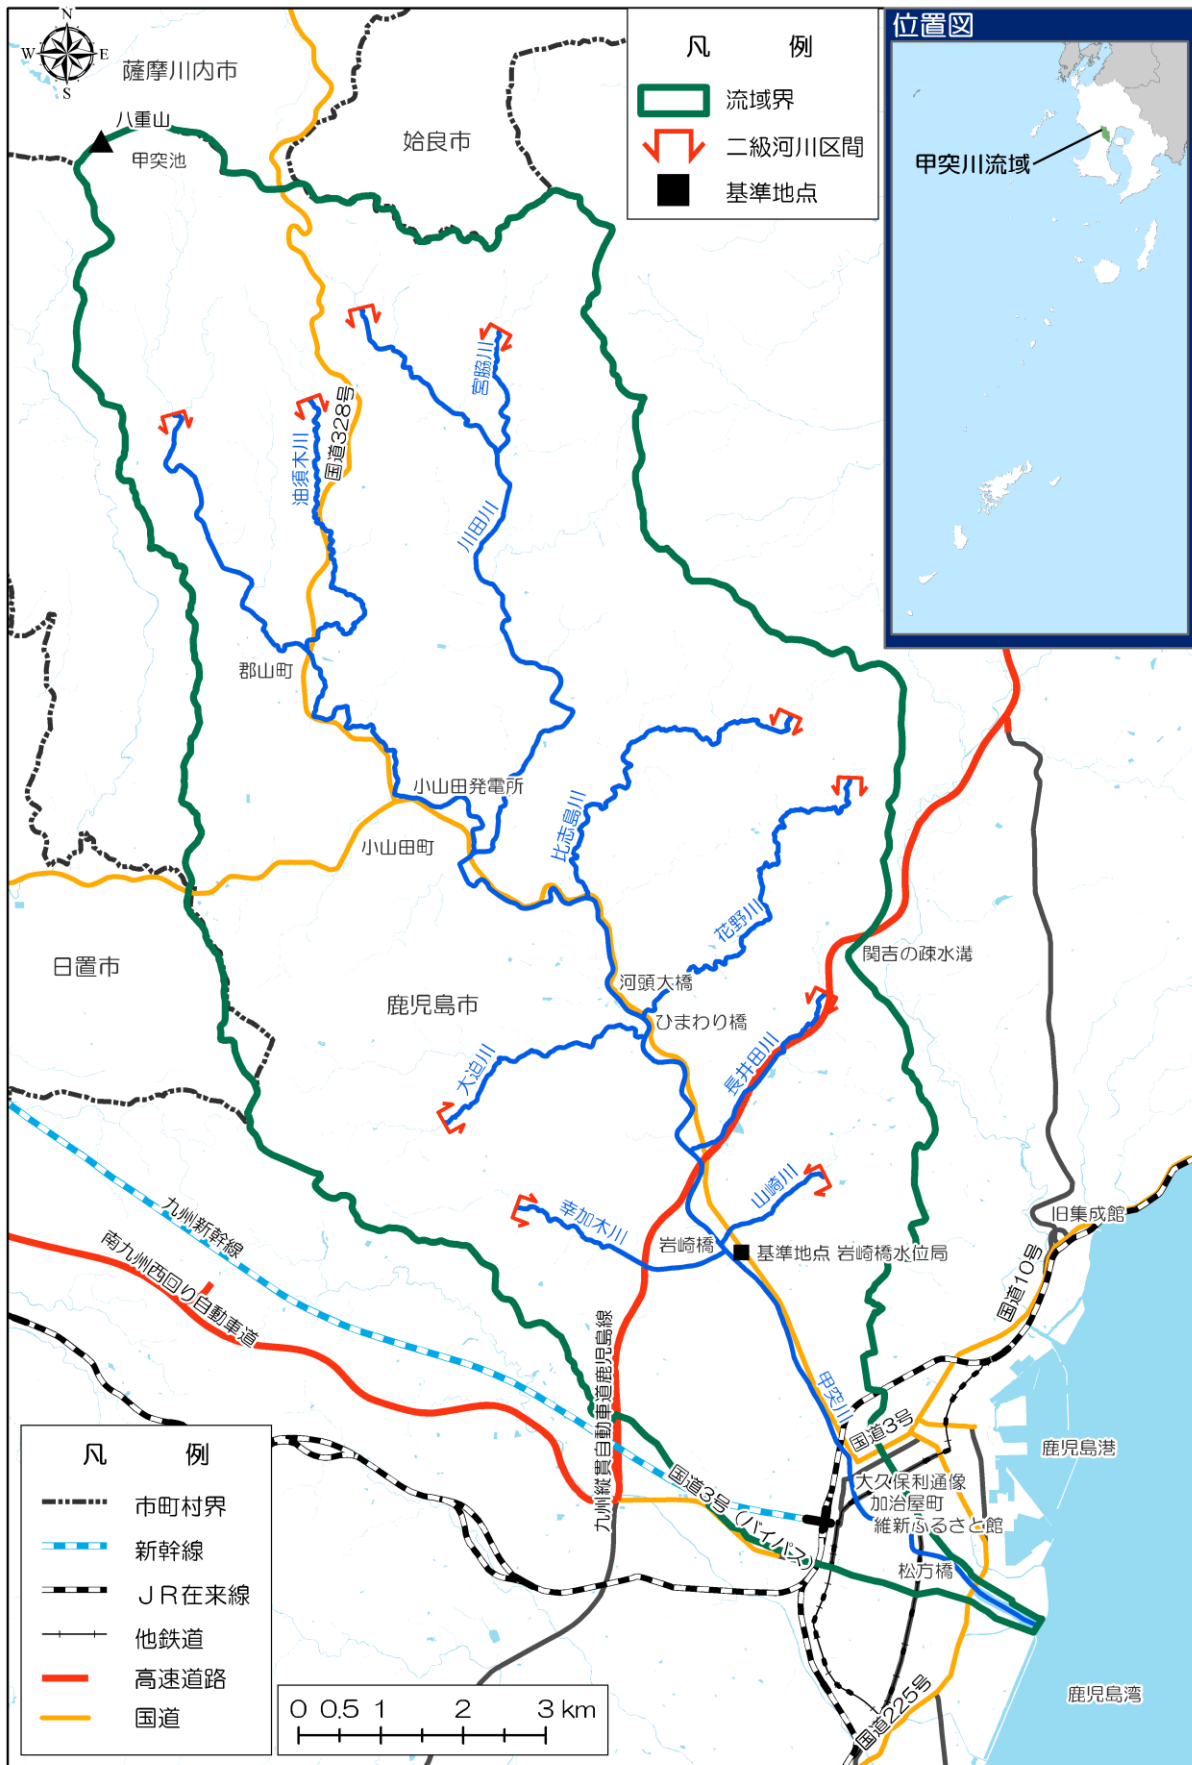 N
W
E
S
薩摩川内市
八重山
甲突池
姶良市
凡 例
流域界
二級河川区間
基準地点
位置図
甲突川流域
宮脇川
油須木川
国道328号
川田川
郡山町
小山田発電所
小山田町
比志島川
花野川
関吉の疎水溝
日置市
鹿児島市
河頭大橋
ひまわり橋
大迫川
長井田川
山崎川
幸加木川
岩崎橋
基準地点 岩崎橋水位局
旧集成館
国道10号
九州新幹線
南九州西回り自動車道
九州縦貫自動車道鹿児島線
甲突川
国道3号
鹿児島港
大久保利通像
加治屋町
維新ふるさと館
国道3号(バイパス)
松方橋
鹿児島湾
国道225号
凡 例
市町村界
新幹線
JR在来線
他鉄道
高速道路
国道
0 0.5 1 2 3 km